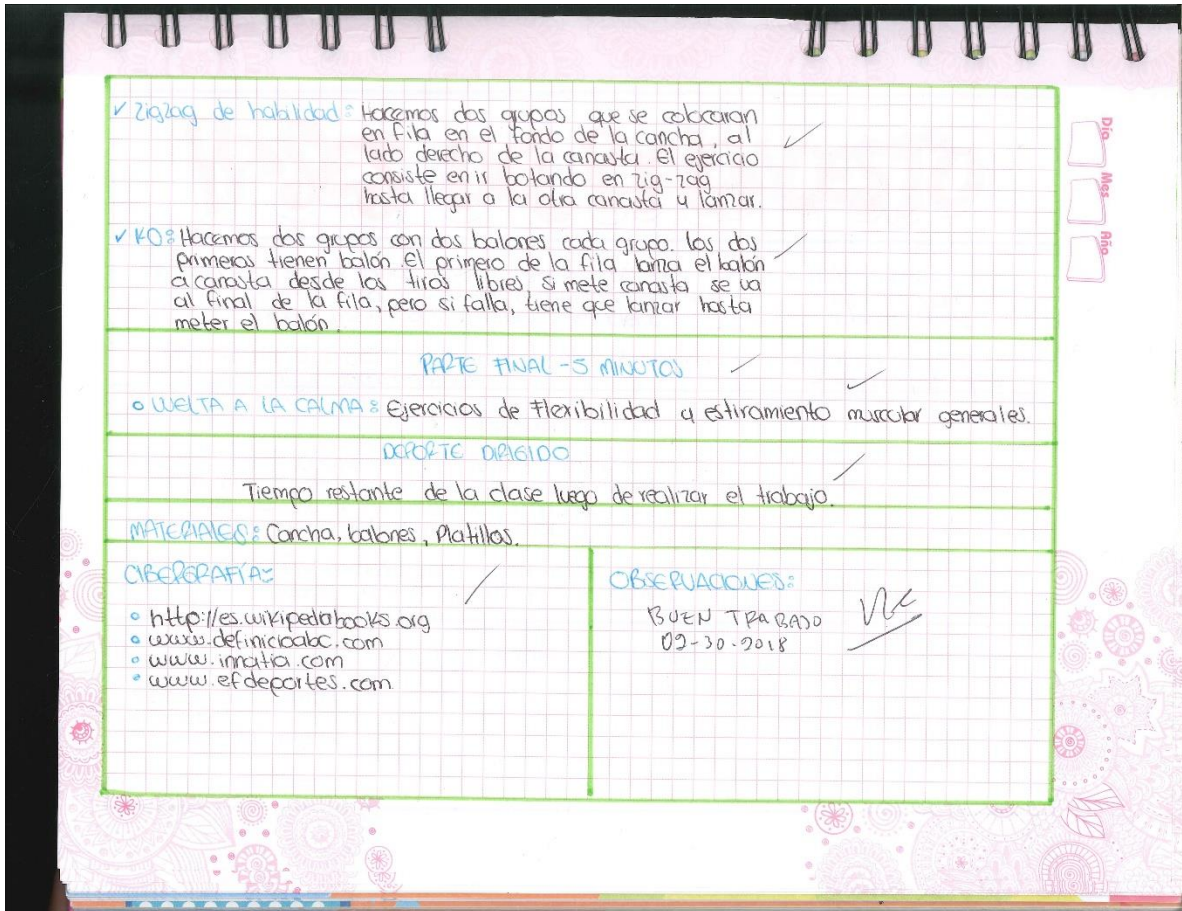 ✓ Zigzag de habilidad: Hacemos dos grupos que se colocaran
en fila en el fondo de la cancha, al
lado derecho de la canasta. El ejercicio
consiste en ir botando en zig-zag
hasta llegar a la otra canasta y lanzar.
✓ KO: Hacemos dos grupos con dos balones cada grupo. Los dos
primeros tienen balón. El primero de la fila lanza el balón
a canasta desde los tiros libres, si mete canasta se va
al final de la fila, pero si falla, tiene que lanzar hasta
meter el balón.
PARTE FINAL - 5 MINUTOS
VUELTA A LA CALMA: Ejercicios de flexibilidad y estiramiento muscular generales.
DEPORTE DIRIGIDO
Tiempo restante de la clase luego de realizar el trabajo.
MATERIALES: Cancha, balones, Platillos.
CIBERGRAFÍA:
http://es.wikipediabooks.org
www.definicioabc.com
www.innatia.com
www.efdeportes.com
OBSERVACIONES:
BUEN TRABAJO
02-30-2018
Día Mes Año